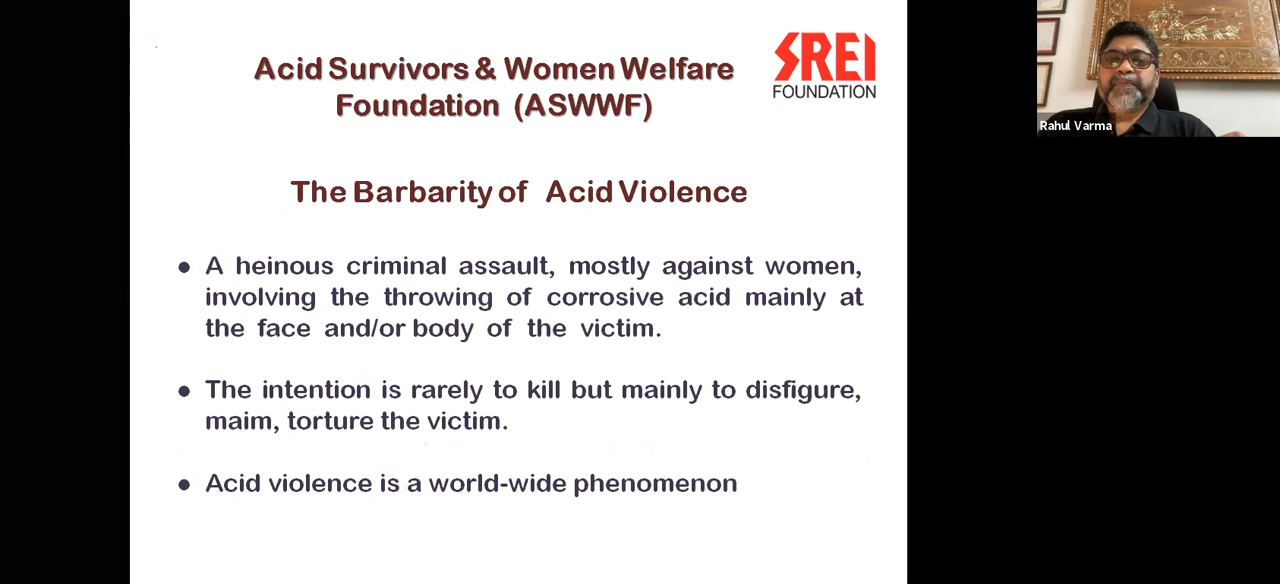 Acid Survivors & Women Welfare
Foundation (ASWWF)
SREI
FOUNDATION
Rahul Varma
The Barbarity of Acid Violence
• A heinous criminal assault, mostly against women,
involving the throwing of corrosive acid mainly at
the face and/or body of the victim.
• The intention is rarely to kill but mainly to disfigure,
maim, torture the victim.
• Acid violence is a world-wide phenomenon